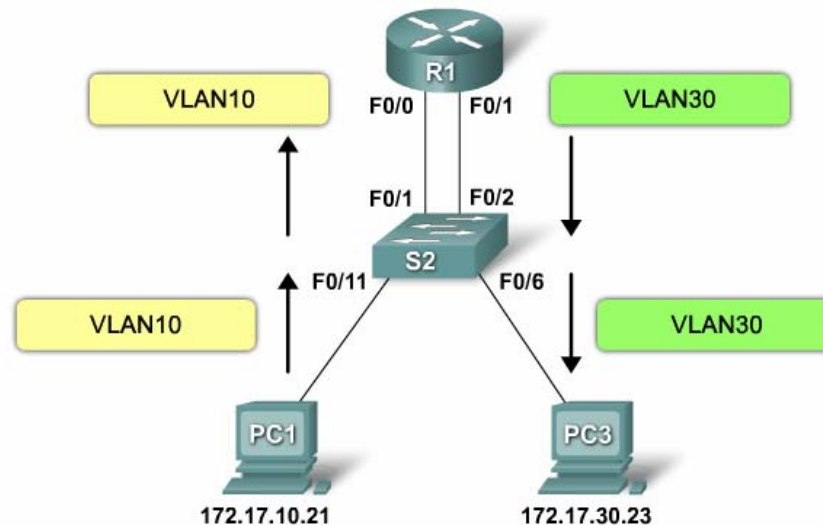 R1
VLAN10
VLAN30
F0/0
F0/1
F0/1
F0/2
S2
F0/11
F0/6
VLAN10
VLAN30
PC1
PC3
172.17.10.21
172.17.30.23